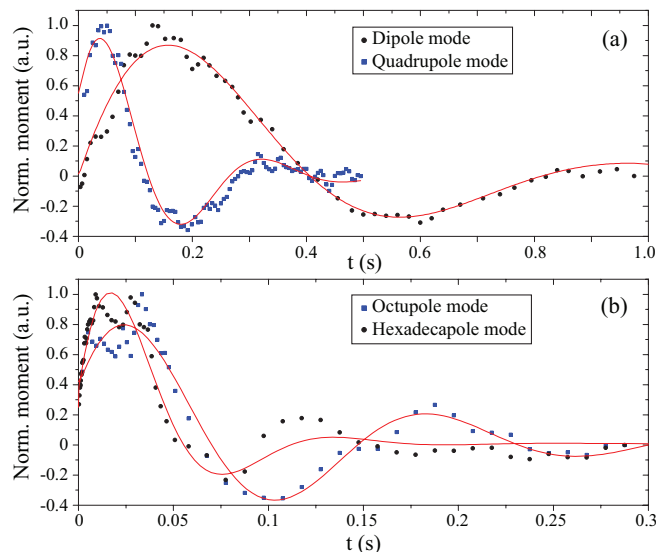 (a)
Dipole mode
Quadrupole mode
Norm. moment (a.u.)
1.0
0.8
0.6
0.4
0.2
0
-0.2
-0.4
0
0.2
0.4
0.6
0.8
1.0
t (s)
(b)
Octupole mode
Hexadecapole mode
Norm. moment (a.u.)
1.0
0.8
0.6
0.4
0.2
0
-0.2
-0.4
0
0.05
0.1
0.15
0.2
0.25
0.3
t (s)